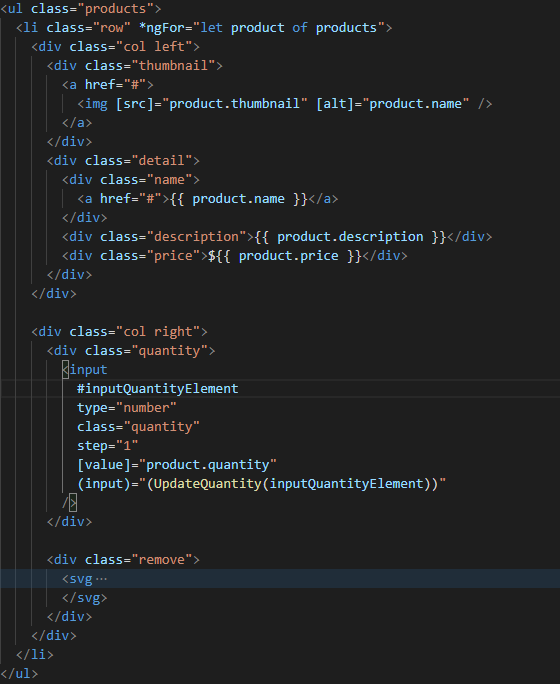 <ul class="products">
  <li class="row" *ngFor="let product of products">
    <div class="col left">
      <div class="thumbnail">
        <a href="#">
          <img [src]="product.thumbnail" [alt]="product.name" />
        </a>
      </div>
      <div class="detail">
        <div class="name">
          <a href="#">{{ product.name }}</a>
        </div>
        <div class="description">{{ product.description }}</div>
        <div class="price">${{ product.price }}</div>
      </div>
    </div>

    <div class="col right">
      <div class="quantity">
        <input
          #inputQuantityElement
          type="number"
          class="quantity"
          step="1"
          [value]="product.quantity"
          (input)="(UpdateQuantity(inputQuantityElement))"
        />
      </div>

      <div class="remove">
        <svg⋯
        </svg>
      </div>
    </div>
  </li>
</ul>